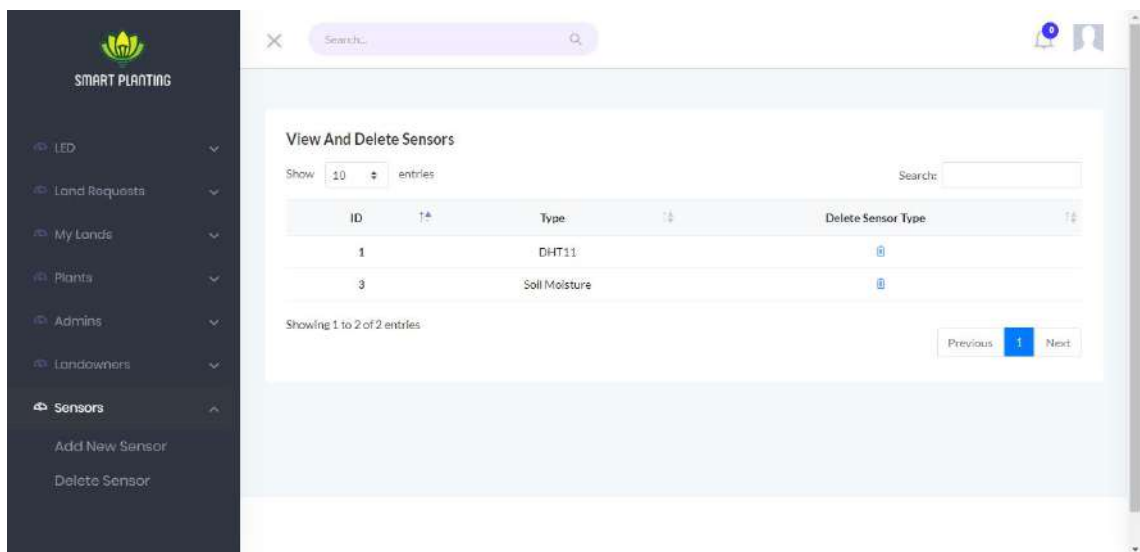 SMART PLANTING
LED
Land Requests
My Lands
Plants
Admins
Landowners
Sensors
Add New Sensor
Delete Sensor
Search...
0
View And Delete Sensors
Show 10 entries
Search:
ID Type Delete Sensor Type
1 DHT11
3 Soil Moisture
Showing 1 to 2 of 2 entries
Previous 1 Next